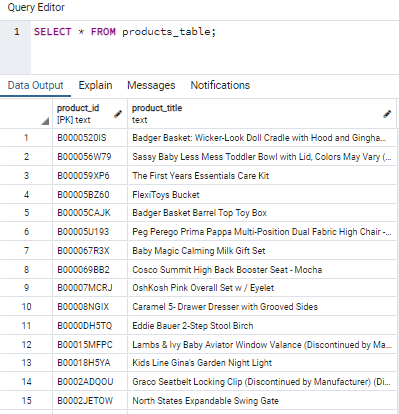 Query Editor
1 SELECT * FROM products_table;
Data Output Explain Messages Notifications
product_id product_title
[PK] text text
1 B0000520IS Badger Basket: Wicker-Look Doll Cradle with Hood and Gingha...
2 B000056W79 Sassy Baby Less Mess Toddler Bowl with Lid, Colors May Vary (...
3 B000059XP6 The First Years Essentials Care Kit
4 B00005BZ60 FlexiToys Bucket
5 B00005CAJK Badger Basket Barrel Top Toy Box
6 B00005U193 Peg Perego Prima Pappa Multi-Position Dual Fabric High Chair -...
7 B000067R3X Baby Magic Calming Milk Gift Set
8 B000069BB2 Cosco Summit High Back Booster Seat - Mocha
9 B00007MCRJ OshKosh Pink Overall Set w / Eyelet
10 B00008NGIX Caramel 5- Drawer Dresser with Grooved Sides
11 B0000DH5TQ Eddie Bauer 2-Step Stool Birch
12 B00015MFPC Lambs & Ivy Baby Aviator Window Valance (Discontinued by Ma...
13 B00018H5YA Kids Line Gina's Garden Night Light
14 B0002ADQOU Graco Seatbelt Locking Clip (Discontinued by Manufacturer) (Di...
15 B0002JETOW North States Expandable Swing Gate